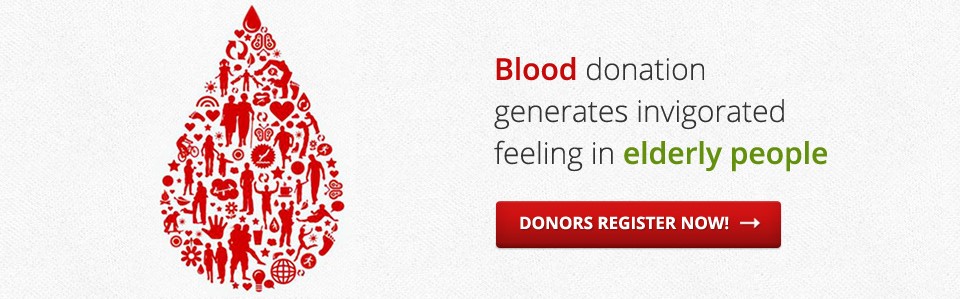 Blood donation
generates invigorated
feeling in elderly people
DONORS REGISTER NOW! →